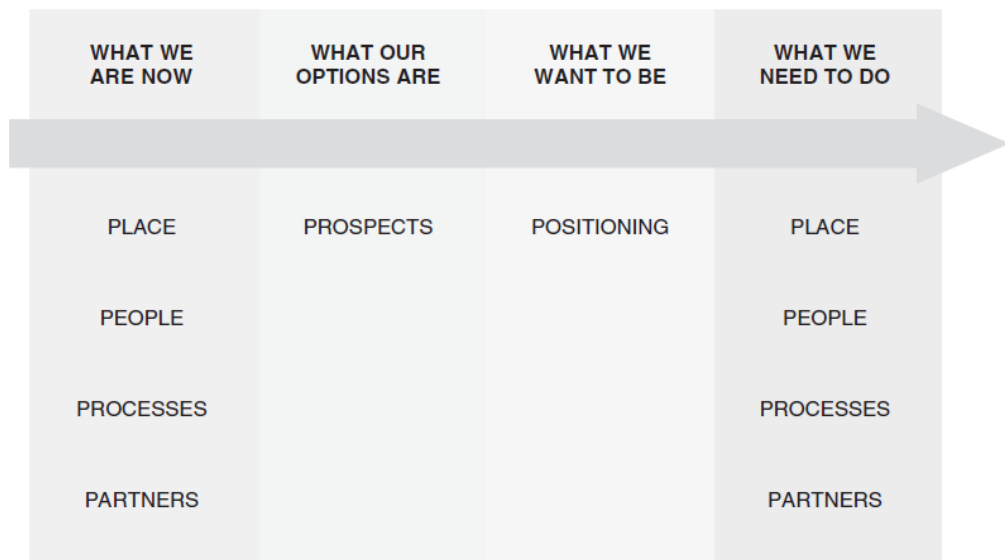 WHAT WE
ARE NOW
WHAT OUR
OPTIONS ARE
WHAT WE
WANT TO BE
WHAT WE
NEED TO DO
PLACE
PROSPECTS
POSITIONING
PLACE
PEOPLE
PEOPLE
PROCESSES
PROCESSES
PARTNERS
PARTNERS